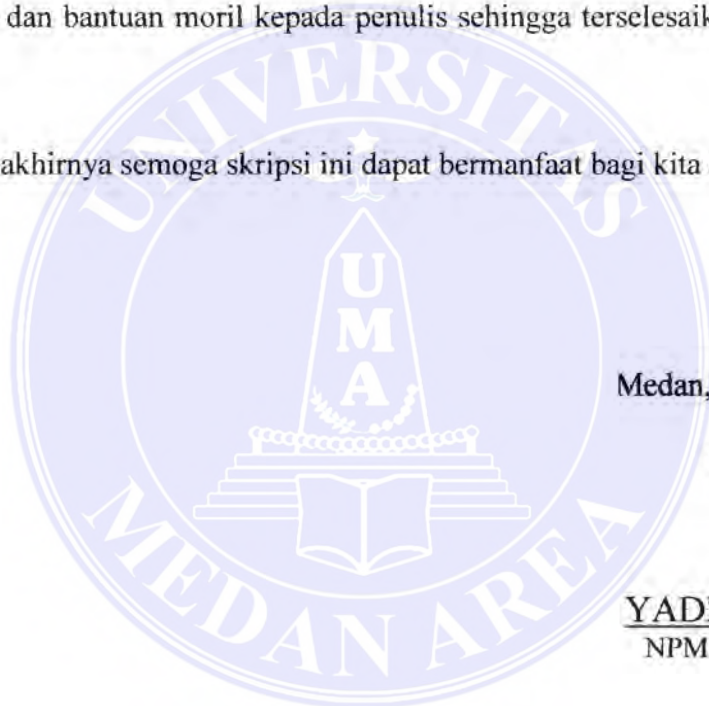 dan bantuan moril kepada penulis sehingga terselesaik
akhirnya semoga skripsi ini dapat bermanfaat bagi kita
UNIVERSITAS
U
M
A
Medan,
MEDAN AREA
YAD
NPM